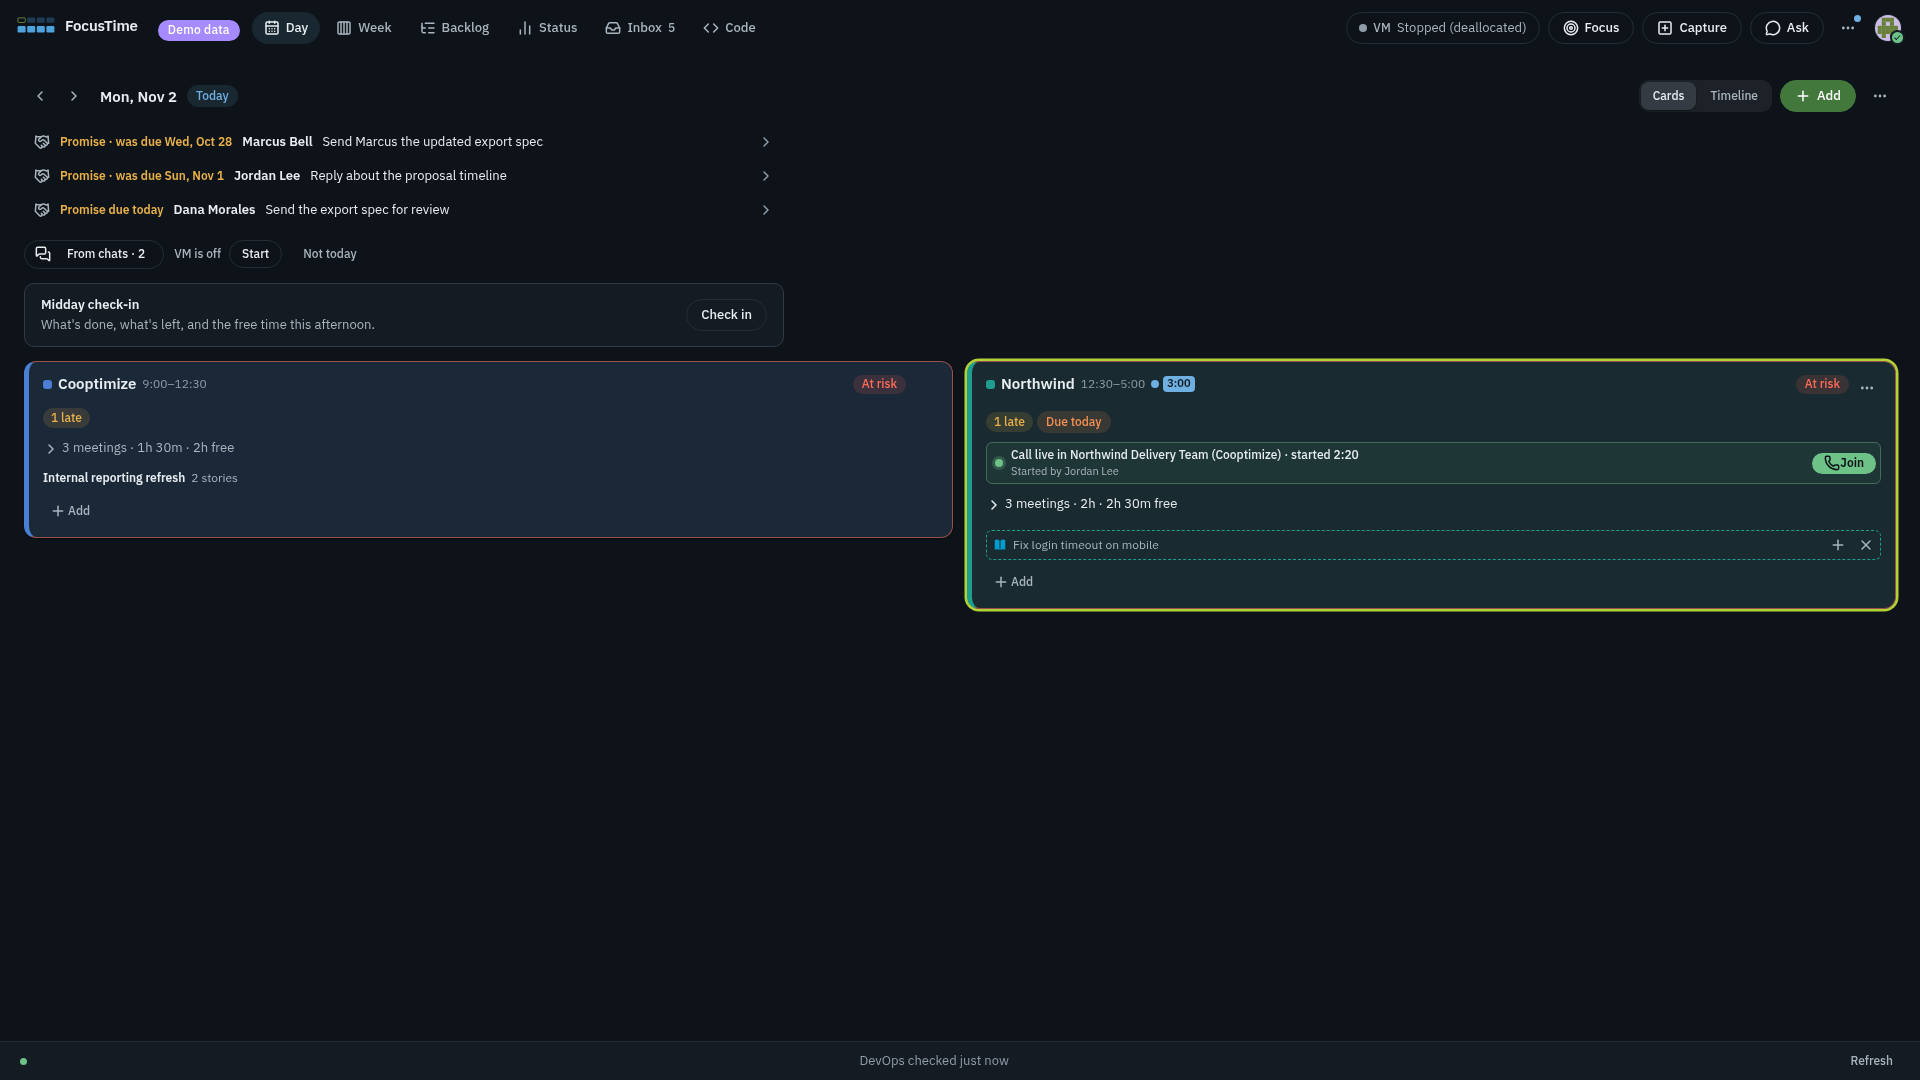 FocusTime
Demo data
Day
Week
Backlog
Status
Inbox 5
Code
VM Stopped (deallocated)
Focus
Capture
Ask
Mon, Nov 2
Today
Cards
Timeline
Add
Promise · was due Wed, Oct 28 Marcus Bell Send Marcus the updated export spec
Promise · was due Sun, Nov 1 Jordan Lee Reply about the proposal timeline
Promise due today Dana Morales Send the export spec for review
From chats · 2
VM is off
Start
Not today
Midday check-in
What's done, what's left, and the free time this afternoon.
Check in
Cooptimize 9:00–12:30
At risk
1 late
3 meetings · 1h 30m · 2h free
Internal reporting refresh 2 stories
Add
Northwind 12:30–5:00 3:00
At risk
1 late
Due today
Call live in Northwind Delivery Team (Cooptimize) · started 2:20
Started by Jordan Lee
Join
3 meetings · 2h · 2h 30m free
Fix login timeout on mobile
Add
DevOps checked just now
Refresh